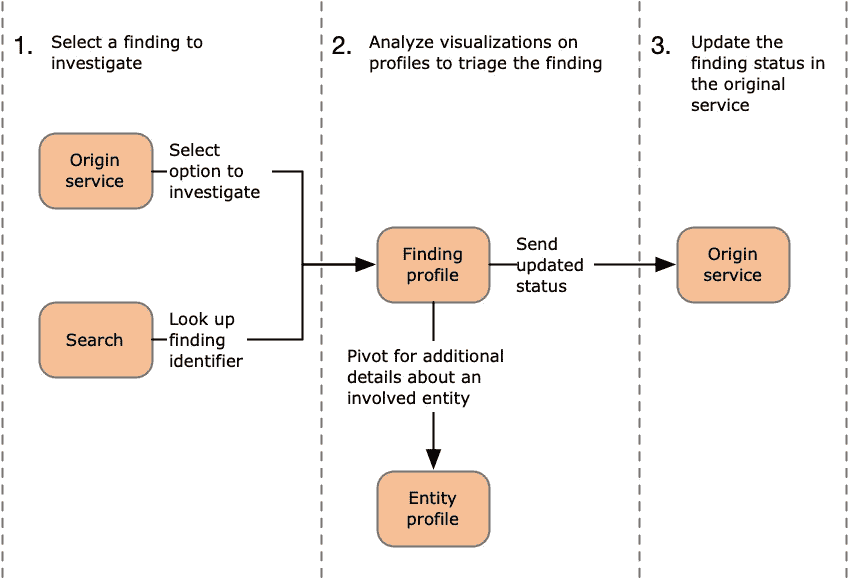 1. Select a finding to
investigate
2. Analyze visualizations on
profiles to triage the finding
3. Update the
finding status in
the original
service
Origin
service
Select
option to
investigate
Search
Look up
finding
identifier
Finding
profile
Send
updated
status
Origin
service
Pivot for additional
details about an
involved entity
Entity
profile